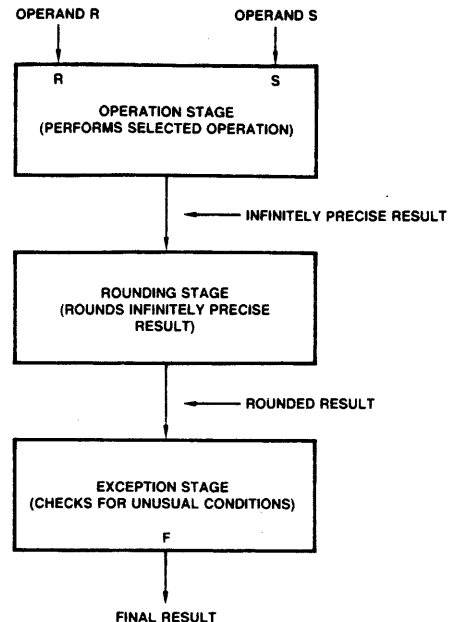 OPERAND R
OPERAND S
R
S
OPERATION STAGE
(PERFORMS SELECTED OPERATION)
INFINITELY PRECISE RESULT
ROUNDING STAGE
(ROUNDS INFINITELY PRECISE
RESULT)
ROUNDED RESULT
EXCEPTION STAGE
(CHECKS FOR UNUSUAL CONDITIONS)
F
FINAL RESULT